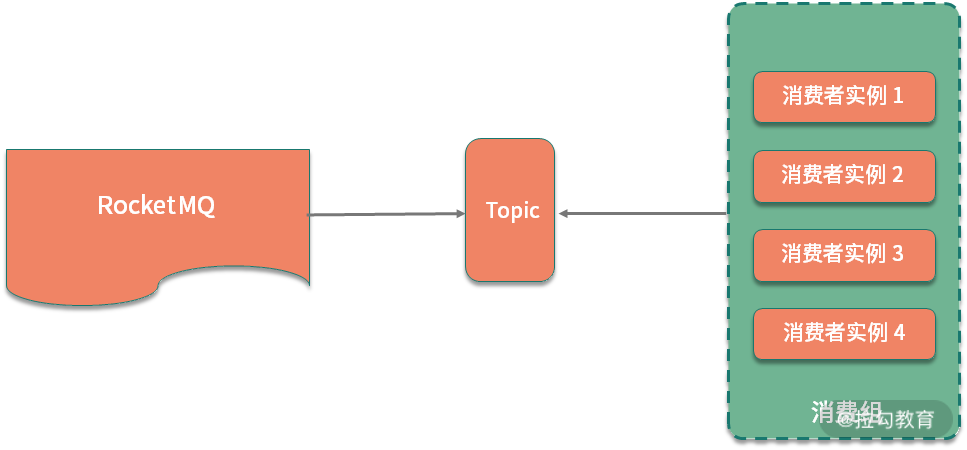 RocketMQ
Topic
消费者实例 1
消费者实例 2
消费者实例 3
消费者实例 4
消费组
@拉勾教育